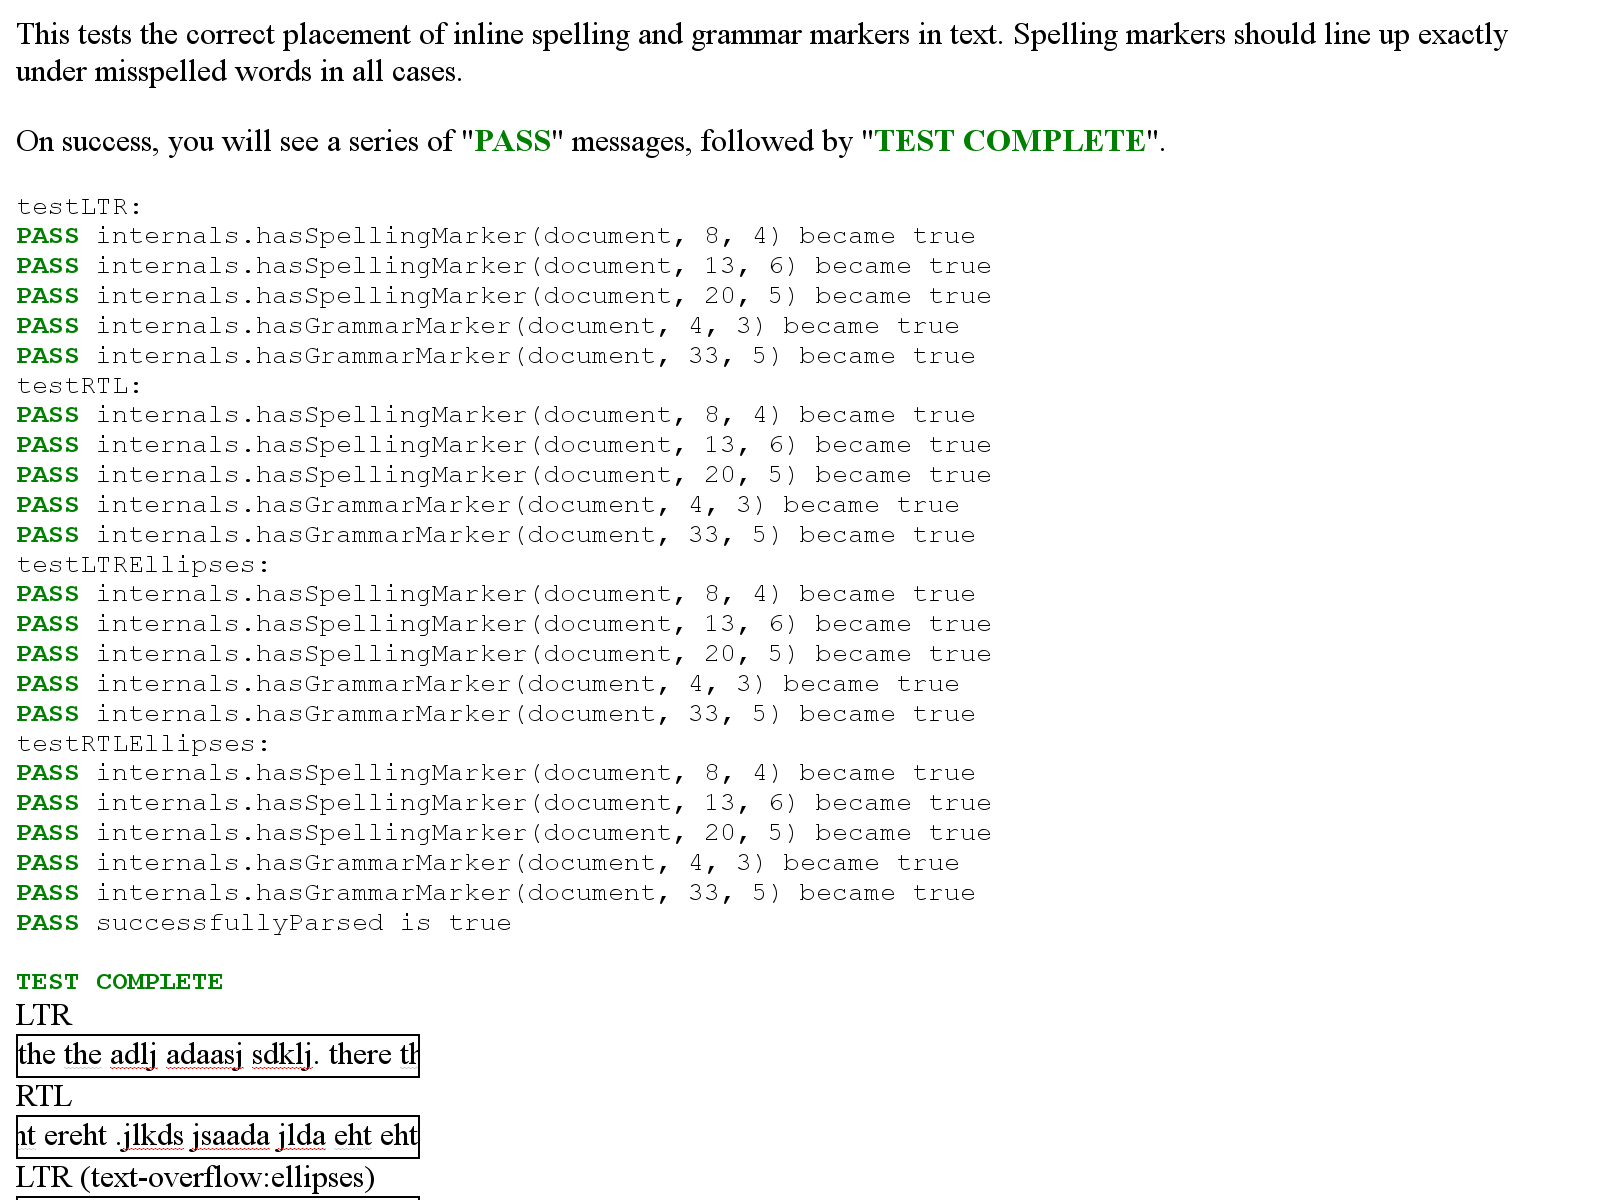 This tests the correct placement of inline spelling and grammar markers in text. Spelling markers should line up exactly
under misspelled words in all cases.
On success, you will see a series of "PASS" messages, followed by "TEST COMPLETE".
testLTR:
PASS internals.hasSpellingMarker(document, 8, 4) became true
PASS internals.hasSpellingMarker(document, 13, 6) became true
PASS internals.hasSpellingMarker(document, 20, 5) became true
PASS internals.hasGrammarMarker(document, 4, 3) became true
PASS internals.hasGrammarMarker(document, 33, 5) became true
testRTL:
PASS internals.hasSpellingMarker(document, 8, 4) became true
PASS internals.hasSpellingMarker(document, 13, 6) became true
PASS internals.hasSpellingMarker(document, 20, 5) became true
PASS internals.hasGrammarMarker(document, 4, 3) became true
PASS internals.hasGrammarMarker(document, 33, 5) became true
testLTREllipses:
PASS internals.hasSpellingMarker(document, 8, 4) became true
PASS internals.hasSpellingMarker(document, 13, 6) became true
PASS internals.hasSpellingMarker(document, 20, 5) became true
PASS internals.hasGrammarMarker(document, 4, 3) became true
PASS internals.hasGrammarMarker(document, 33, 5) became true
testRTLEllipses:
PASS internals.hasSpellingMarker(document, 8, 4) became true
PASS internals.hasSpellingMarker(document, 13, 6) became true
PASS internals.hasSpellingMarker(document, 20, 5) became true
PASS internals.hasGrammarMarker(document, 4, 3) became true
PASS internals.hasGrammarMarker(document, 33, 5) became true
PASS successfullyParsed is true
TEST COMPLETE
LTR
the the adlj adaasj sdklj. there
RTL
ereht .jlkds jsaada jlda eht eht
LTR (text-overflow:ellipses)